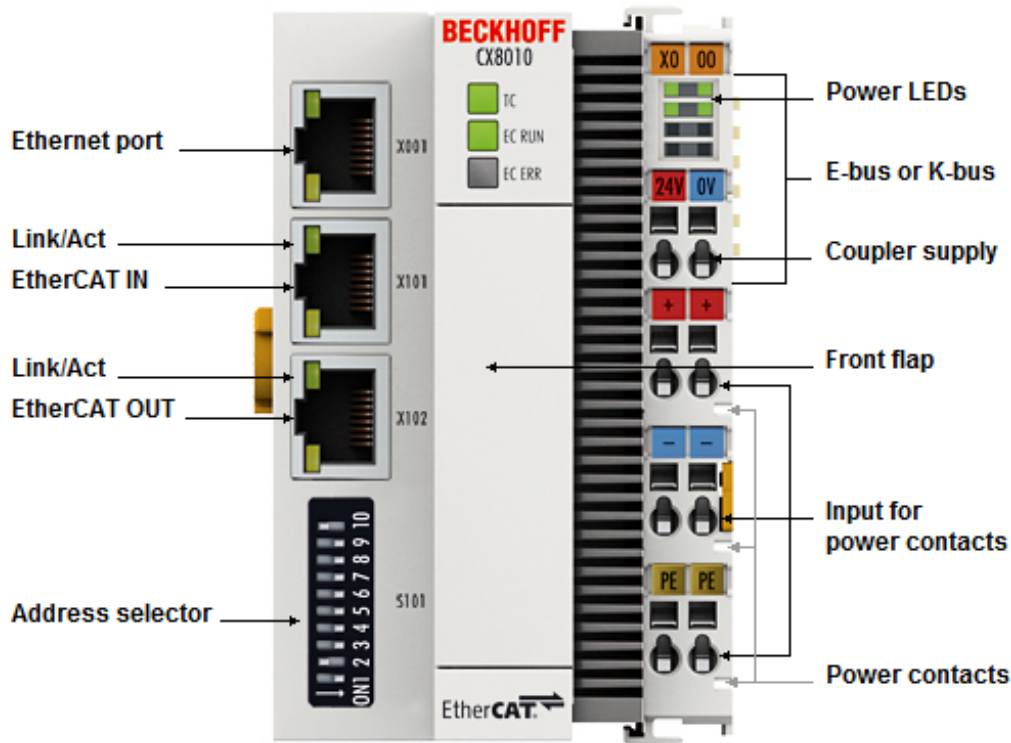 BECKHOFF
CX8010
TC
EC RUN
EC ERR
X0 00
Power LEDs
Ethernet port
X001
E-bus or K-bus
24V 0V
Link/Act
EtherCAT IN
X101
Coupler supply
+ +
Link/Act
EtherCAT OUT
X102
Front flap
− −
Input for
power contacts
PE PE
Address selector
S101
ON 1 2 3 4 5 6 7 8 9 10
Power contacts
EtherCAT.